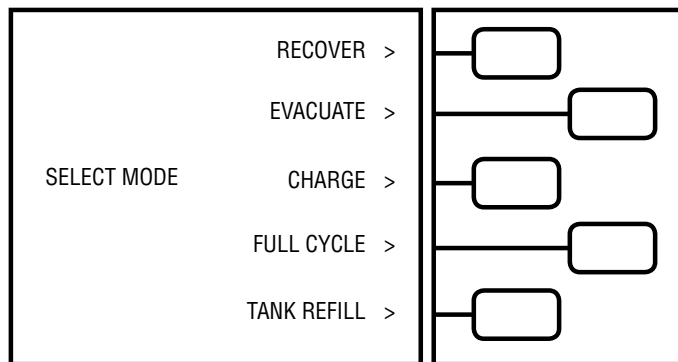 RECOVER >
EVACUATE >
SELECT MODE CHARGE >
FULL CYCLE >
TANK REFILL >